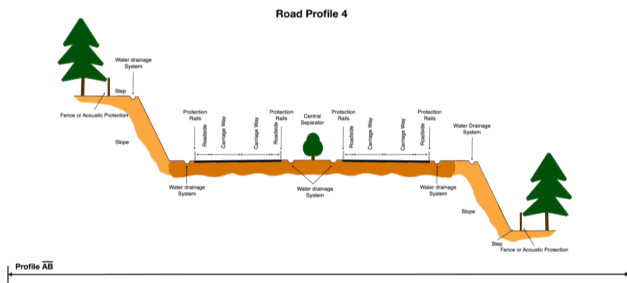 Road Profile 4
Water drainage
System
Step
Fence or Acoustic Protection
Slope
Protection
Rails
Roadside
Carriage Way
Carriage Way
Roadside
Protection
Rails
Central
Separator
Protection
Rails
Roadside
Carriage Way
Carriage Way
Roadside
Protection
Rails
Water Drainage
System
Water drainage
System
Water drainage
System
Water drainage
System
Slope
Step
Fence or Acoustic Protection
Profile AB